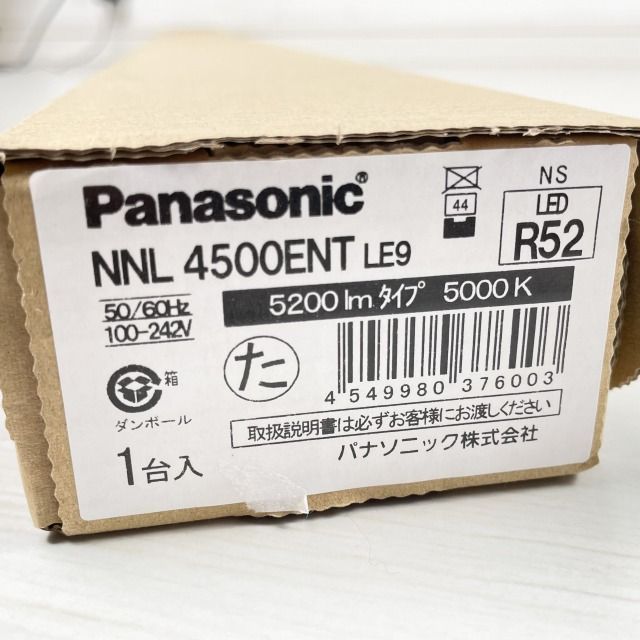 Panasonic®
NNL 4500ENT LE9
44
NS
LED
R52
50/60Hz
100-242V
5200 lm タイプ 5000 K
た
4 549980 376003
箱
ダンボール
取扱説明書は必ずお客様にお渡しください
1台入
パナソニック株式会社